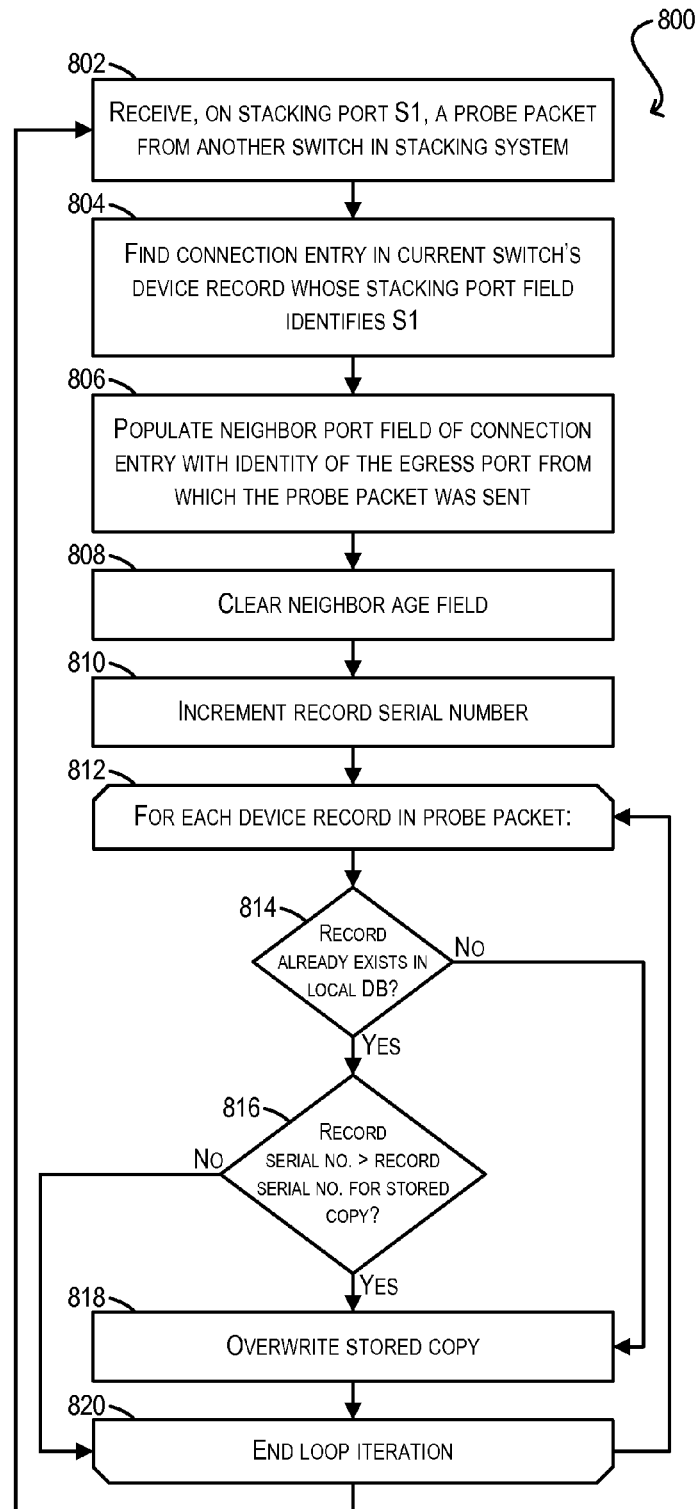 800
802
RECEIVE, ON STACKING PORT S1, A PROBE PACKET
FROM ANOTHER SWITCH IN STACKING SYSTEM
804
FIND CONNECTION ENTRY IN CURRENT SWITCH'S
DEVICE RECORD WHOSE STACKING PORT FIELD
IDENTIFIES S1
806
POPULATE NEIGHBOR PORT FIELD OF CONNECTION
ENTRY WITH IDENTITY OF THE EGRESS PORT FROM
WHICH THE PROBE PACKET WAS SENT
808
CLEAR NEIGHBOR AGE FIELD
810
INCREMENT RECORD SERIAL NUMBER
812
FOR EACH DEVICE RECORD IN PROBE PACKET:
814
RECORD
ALREADY EXISTS IN
LOCAL DB?
NO
YES
816
RECORD
SERIAL NO. > RECORD
SERIAL NO. FOR STORED
COPY?
NO
YES
818
OVERWRITE STORED COPY
820
END LOOP ITERATION